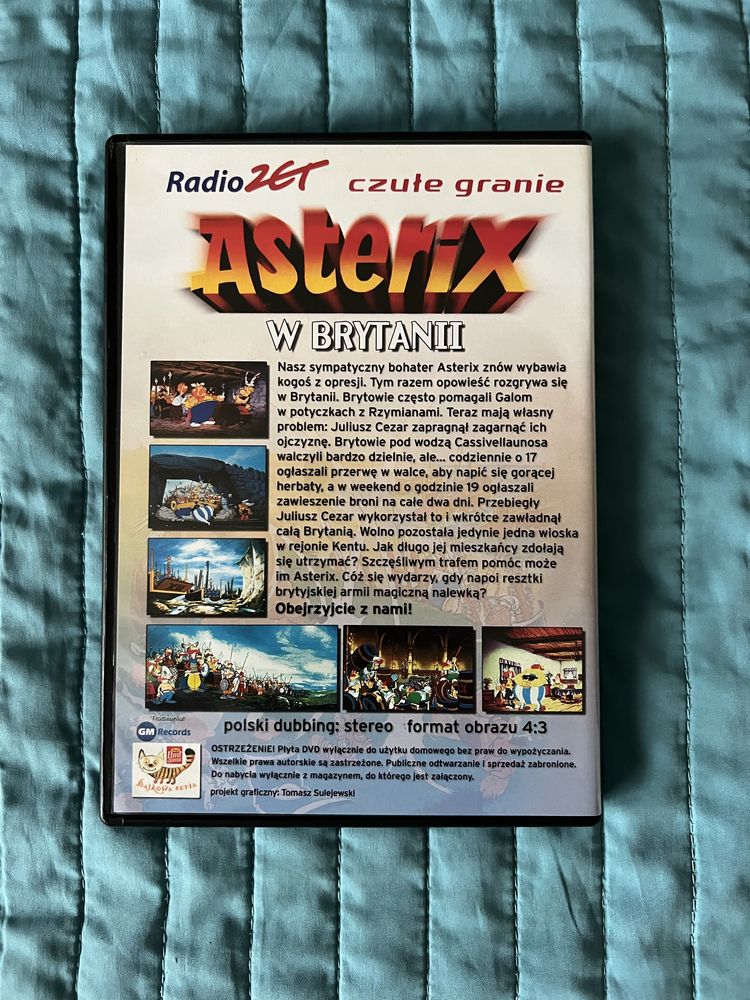 Radio ZET czułe granie
Asterix
W BRYTANII
Nasz sympatyczny bohater Asterix znów wybawia
kogoś z opresji. Tym razem opowieść rozgrywa się
w Brytanii. Brytowie często pomagali Galom
w potyczkach z Rzymianami. Teraz mają własny
problem: Juliusz Cezar zapragnął zagarnąć ich
ojczyznę. Brytowie pod wodzą Cassivellaunosa
walczyli bardzo dzielnie, ale... codziennie o 17
ogłaszali przerwę w walce, aby napić się gorącej
herbaty, a w weekend o godzinie 19 ogłaszali
zawieszenie broni na całe dwa dni. Przebiegły
Juliusz Cezar wykorzystał to i wkrótce zawładnął
całą Brytanią. Wolno pozostała jedynie jedna wioska
w rejonie Kentu. Jak długo jej mieszkańcy zdołają
się utrzymać? Szczęśliwym trafem pomóc może
im Asterix. Cóż się wydarzy, gdy napoi resztki
brytyjskiej armii magiczną nalewką?
Obejrzyjcie z nami!
Tłoczenie:
GM Records
polski dubbing: stereo format obrazu 4:3
bajkowa seria
OSTRZEŻENIE! Płyta DVD wyłącznie do użytku domowego bez praw do wypożyczania.
Wszelkie prawa autorskie są zastrzeżone. Publiczne odtwarzanie i sprzedaż zabronione.
Do nabycia wyłącznie z magazynem, do którego jest załączony.
projekt graficzny: Tomasz Sulejewski